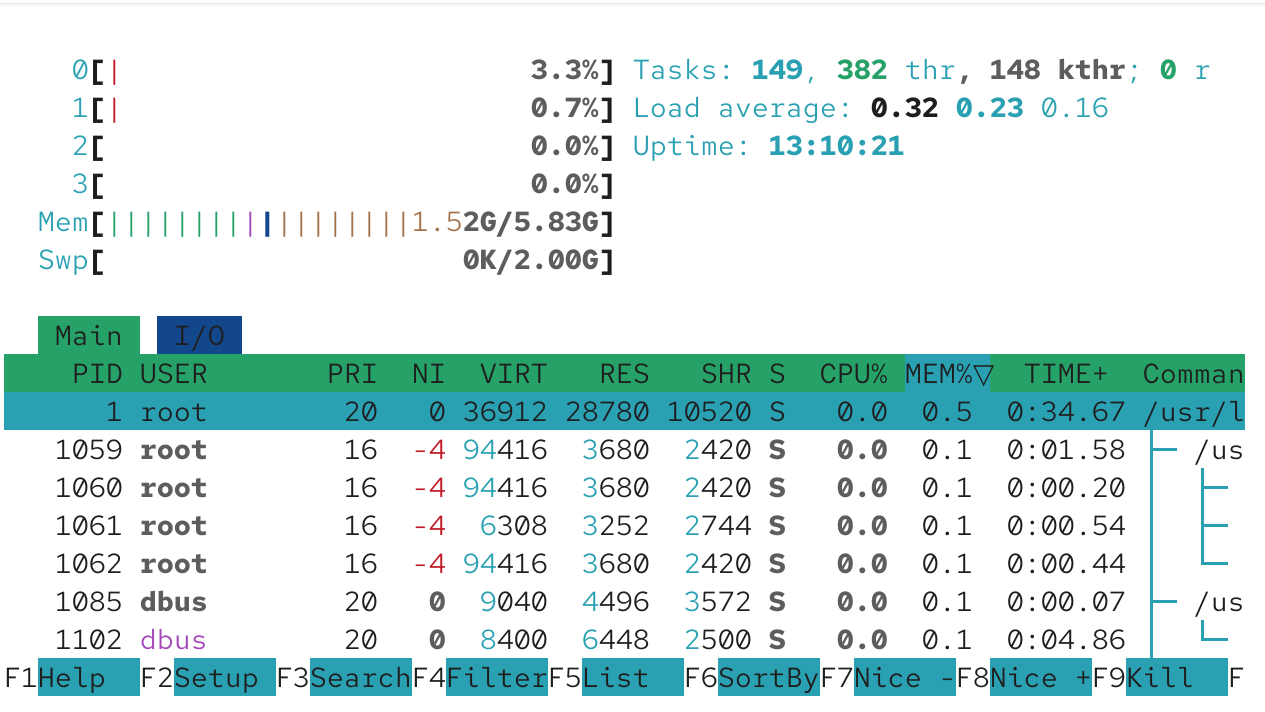 0[| 3.3%] Tasks: 149, 382 thr, 148 kthr; 0 r
1[| 0.7%] Load average: 0.32 0.23 0.16
2[ 0.0%] Uptime: 13:10:21
3[ 0.0%]
Mem[||||||||||||||||||1.52G/5.83G]
Swp[ 0K/2.00G]
Main I/O
PID USER PRI NI VIRT RES SHR S CPU% MEM%▽ TIME+ Comman
1 root 20 0 36912 28780 10520 S 0.0 0.5 0:34.67 /usr/l
1059 root 16 -4 94416 3680 2420 S 0.0 0.1 0:01.58 ├─ /us
1060 root 16 -4 94416 3680 2420 S 0.0 0.1 0:00.20 │ ├─
1061 root 16 -4 6308 3252 2744 S 0.0 0.1 0:00.54 │ ├─
1062 root 16 -4 94416 3680 2420 S 0.0 0.1 0:00.44 │ └─
1085 dbus 20 0 9040 4496 3572 S 0.0 0.1 0:00.07 ├─ /us
1102 dbus 20 0 8400 6448 2500 S 0.0 0.1 0:04.86 │ └─
F1Help F2Setup F3SearchF4FilterF5List F6SortByF7Nice -F8Nice +F9Kill F